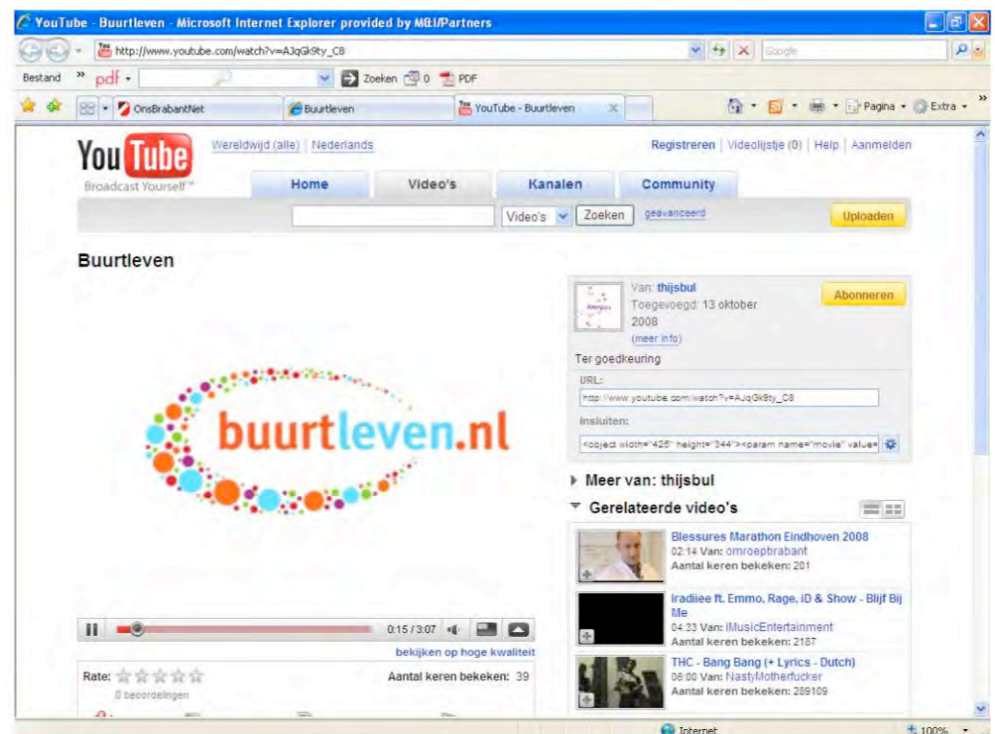 YouTube - Buurtleven - Microsoft Internet Explorer provided by M&I/Partners
http://www.youtube.com/watch?v=AJqGk9ty_C8
Google
Bestand » pdf Zoeken 0 PDF
OnsBrabantNet Buurtleven YouTube - Buurtleven Pagina Extra »
YouTube
Broadcast Yourself™
Wereldwijd (alle) | Nederlands
Registreren | Videolijstje (0) | Help | Aanmelden
Home Video's Kanalen Community
Video's Zoeken geavanceerd Uploaden
Buurtleven
buurtleven.nl
0:15 / 3:07
bekijken op hoge kwaliteit
Rate: Aantal keren bekeken: 39
0 beoordelingen
Van: thijsbul
Toegevoegd: 13 oktober
2008
(meer info)
Abonneren
Ter goedkeuring
URL:
http://www.youtube.com/watch?v=AJqGk9ty_C8
Insluiten:
<object width="425" height="344"><param name="movie" value=
Meer van: thijsbul
Gerelateerde video's
Blessures Marathon Eindhoven 2008
02:14 Van: omroepbrabant
Aantal keren bekeken: 201
Iradiiee ft. Emmo, Rage, iD & Show - Blijf Bij
Me
04:33 Van: iMusicEntertainment
Aantal keren bekeken: 2187
THC - Bang Bang (+ Lyrics - Dutch)
06:00 Van: NastyMotherfucker
Aantal keren bekeken: 289109
Internet 100%